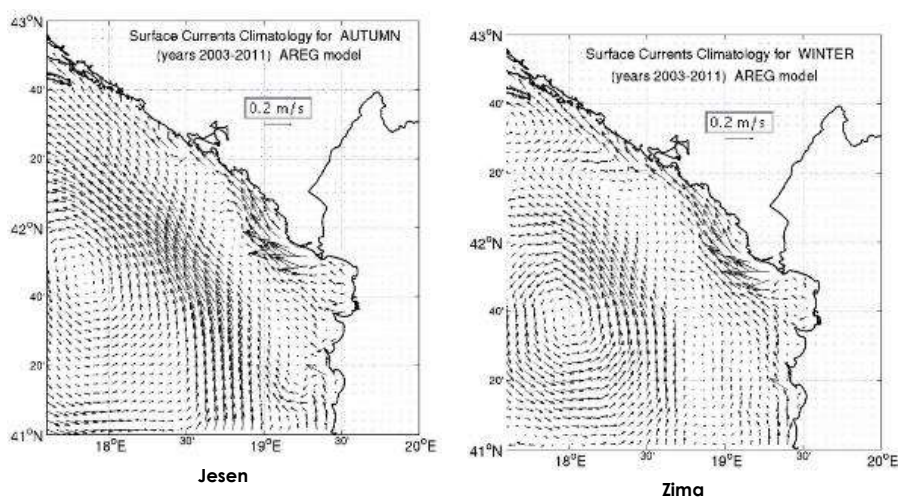 Surface Currents Climatology for AUTUMN
(years 2003-2011) AREG model
0.2 m/s
43°N
40'
20'
42°N
40'
20'
41°N
18°E
30'
19°E
30'
20°E
Jesen
Surface Currents Climatology for WINTER
(years 2003-2011) AREG model
0.2 m/s
43°N
40'
20'
42°N
40'
20'
41°N
18°E
30'
19°E
30'
20°E
Zima